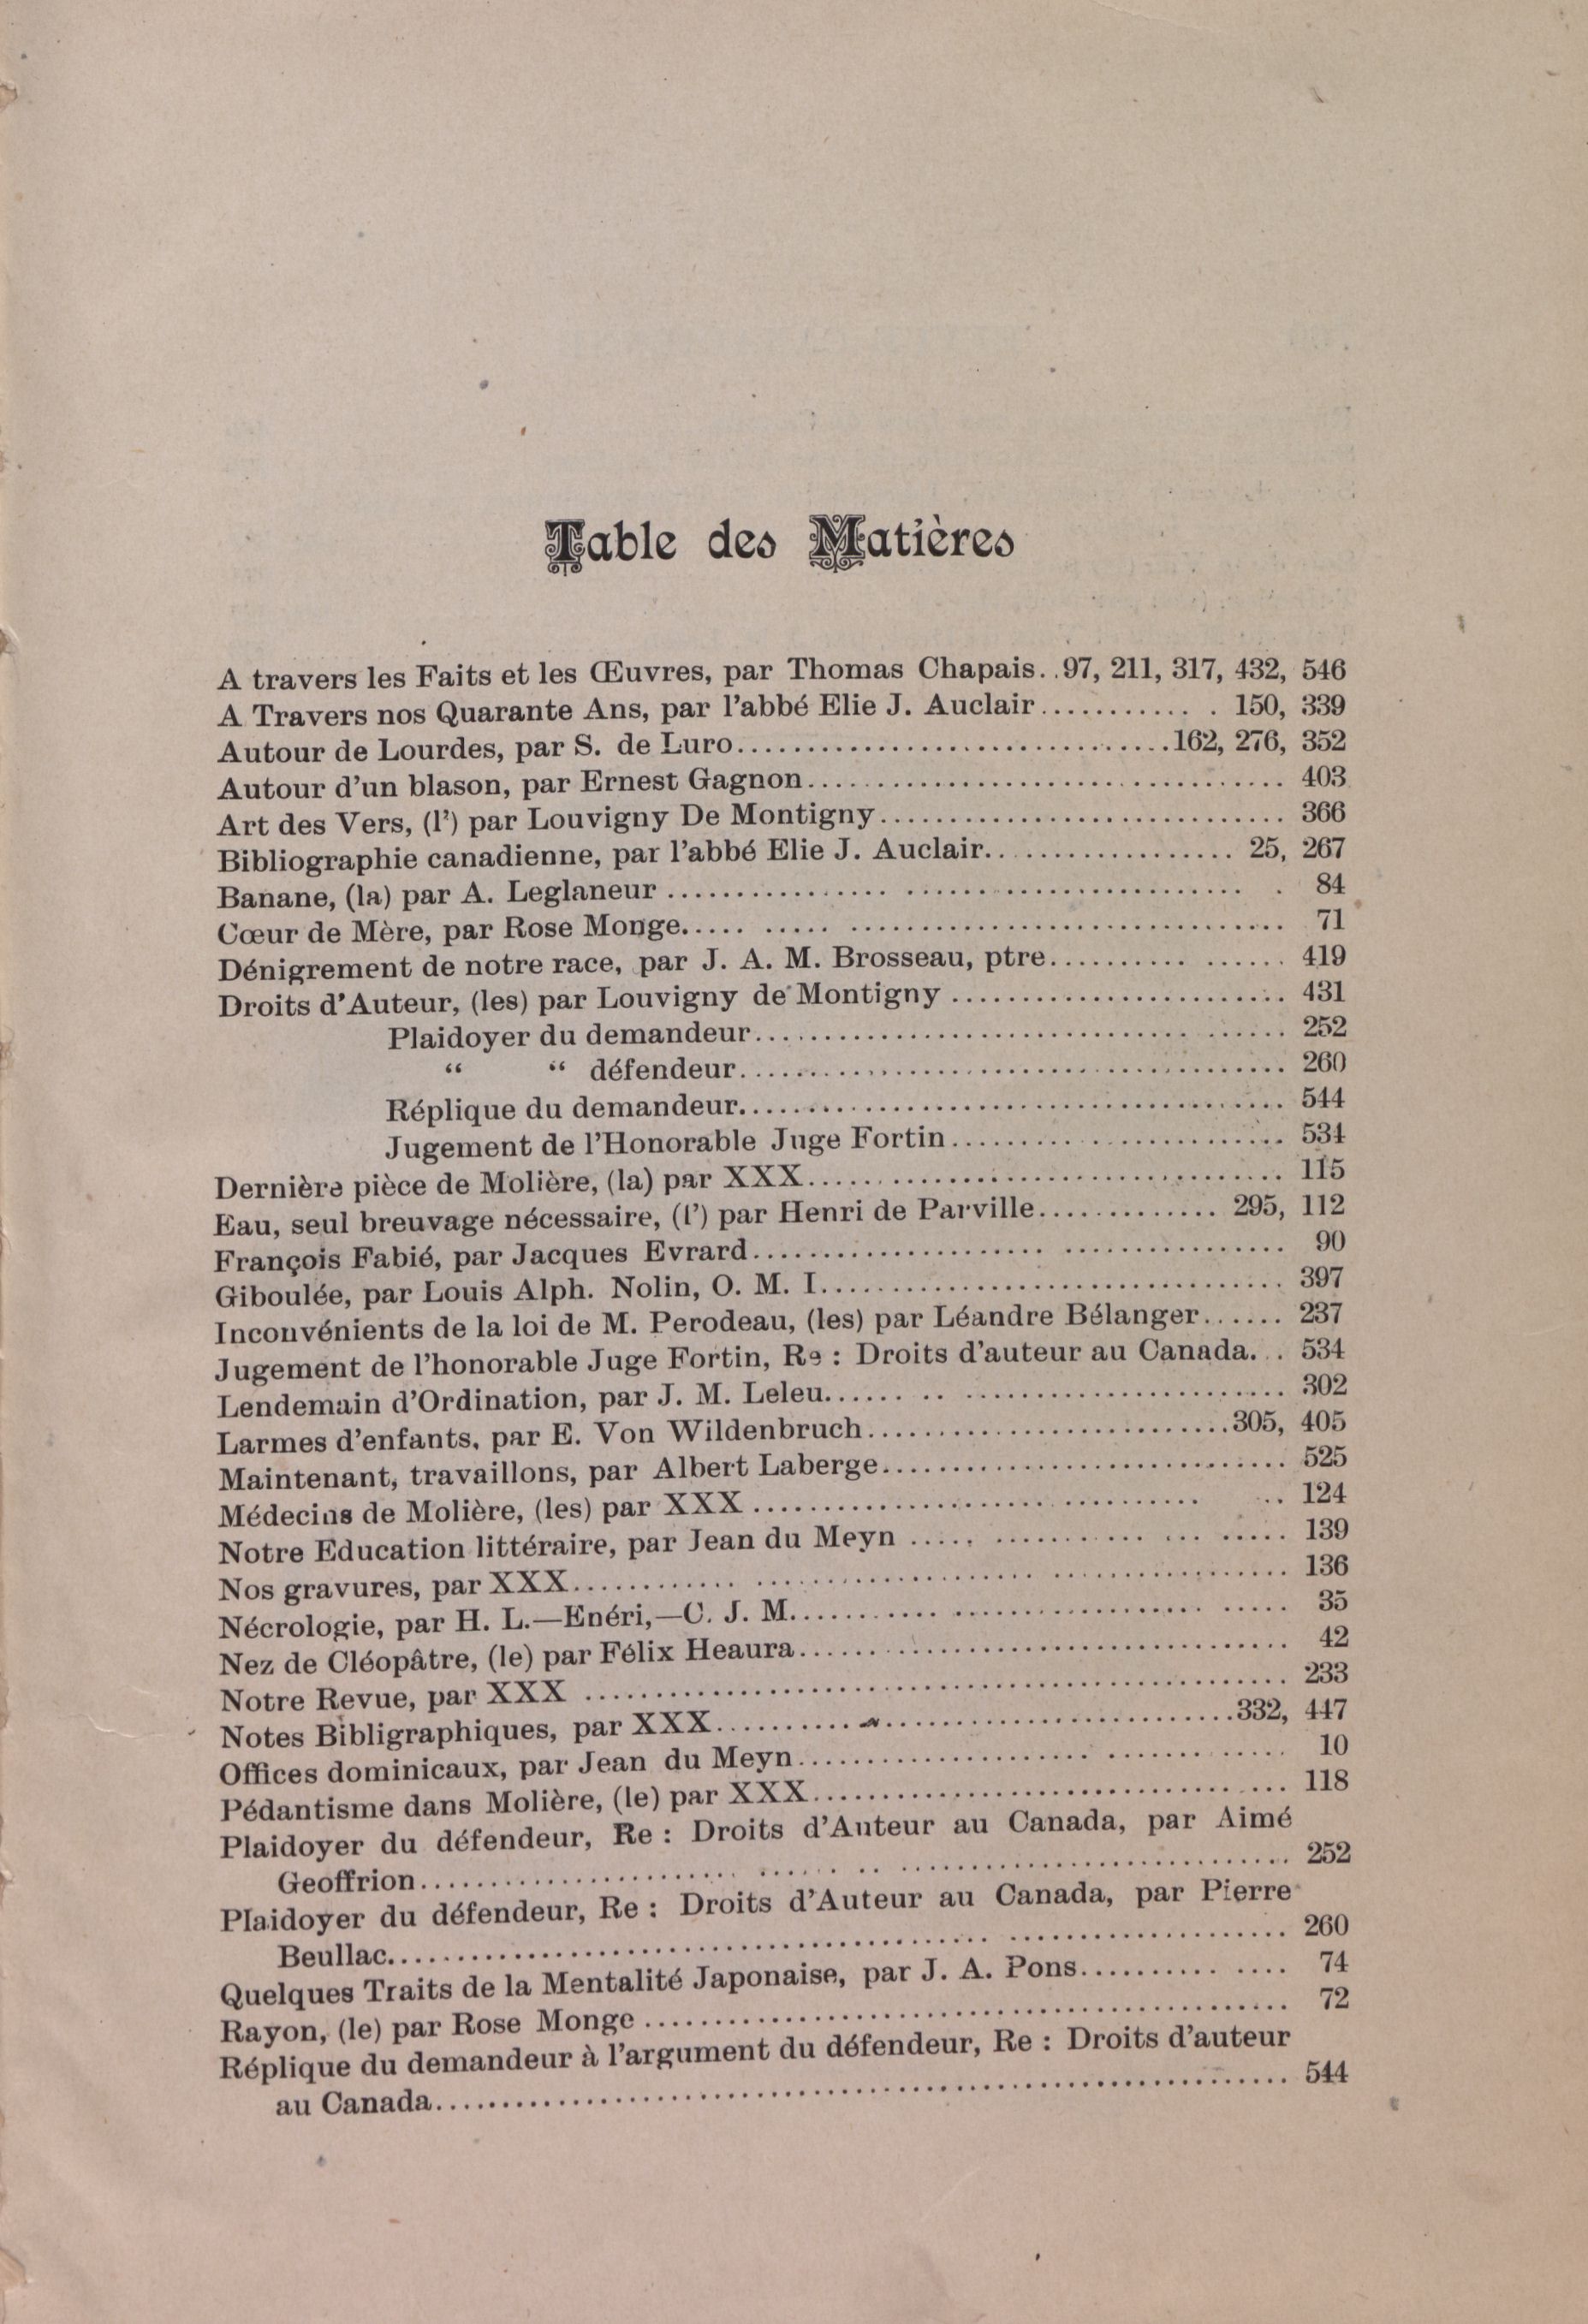 Table des Matières
A travers les Faits et les Œuvres, par Thomas Chapais..97, 211, 317, 432, 546
A Travers nos Quarante Ans, par l'abbé Elie J. Auclair........... . 150, 339
Autour de Lourdes, par S. de Luro..............................162, 276, 352
Autour d'un blason, par Ernest Gagnon................................. 403
Art des Vers, (l') par Louvigny De Montigny............................ 366
Bibliographie canadienne, par l'abbé Elie J. Auclair.................. 25, 267
Banane, (la) par A. Leglaneur ................ ........................ . 84
Cœur de Mère, par Rose Monge..... ..... ............................... 71
Dénigrement de notre race, par J. A. M. Brosseau, ptre.......... ...... 419
Droits d'Auteur, (les) par Louvigny de Montigny ........................ 431
Plaidoyer du demandeur............................... ...... 252
“ “ défendeur...................................... 260
Réplique du demandeur...................................... 544
Jugement de l'Honorable Juge Fortin........................ 534
Dernière pièce de Molière, (la) par XXX................................. 115
Eau, seul breuvage nécessaire, (l') par Henri de Parville............. 295, 112
François Fabié, par Jacques Evrard..................... ................ 90
Giboulée, par Louis Alph. Nolin, O. M. I................................. 397
Inconvénients de la loi de M. Perodeau, (les) par Léandre Bélanger...... 237
Jugement de l'honorable Juge Fortin, Re : Droits d'auteur au Canada. .. 534
Lendemain d'Ordination, par J. M. Leleu...... .. ....................... 302
Larmes d'enfants, par E. Von Wildenbruch..........................305, 405
Maintenant, travaillons, par Albert Laberge............................. 525
Médecins de Molière, (les) par XXX ................................ .. 124
Notre Education littéraire, par Jean du Meyn ..... ........... ... ..... 139
Nos gravures, par XXX............ .................... ................. 136
Nécrologie, par H. L.—Enéri,—C. J. M........... .................. ..... 35
Nez de Cléopâtre, (le) par Félix Heaura.................................. 42
Notre Revue, par XXX .................................................. 233
Notes Bibligraphiques, par XXX.....................................332, 447
Offices dominicaux, par Jean du Meyn..................... ....... ..... 10
Pédantisme dans Molière, (le) par XXX.............................. ... 118
Plaidoyer du défendeur, Re : Droits d'Auteur au Canada, par Aimé
Geoffrion....................... ...... .. ............................ 252
Plaidoyer du défendeur, Re : Droits d'Auteur au Canada, par Pierre
Beullac.......................................... .................... 260
Quelques Traits de la Mentalité Japonaise, par J. A. Pons.......... .... 74
Rayon, (le) par Rose Monge .............................................. 72
Réplique du demandeur à l'argument du défendeur, Re : Droits d'auteur
au Canada............................................................ 544